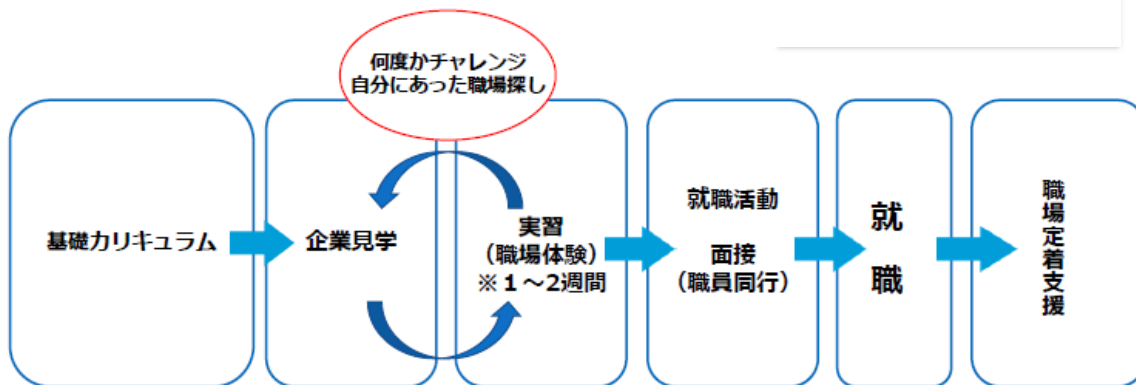 何度かチャレンジ
自分にあった職場探し
基礎カリキュラム
企業見学
実習
（職場体験）
※１～2週間
就職活動
面接
（職員同行）
就職
職場定着支援